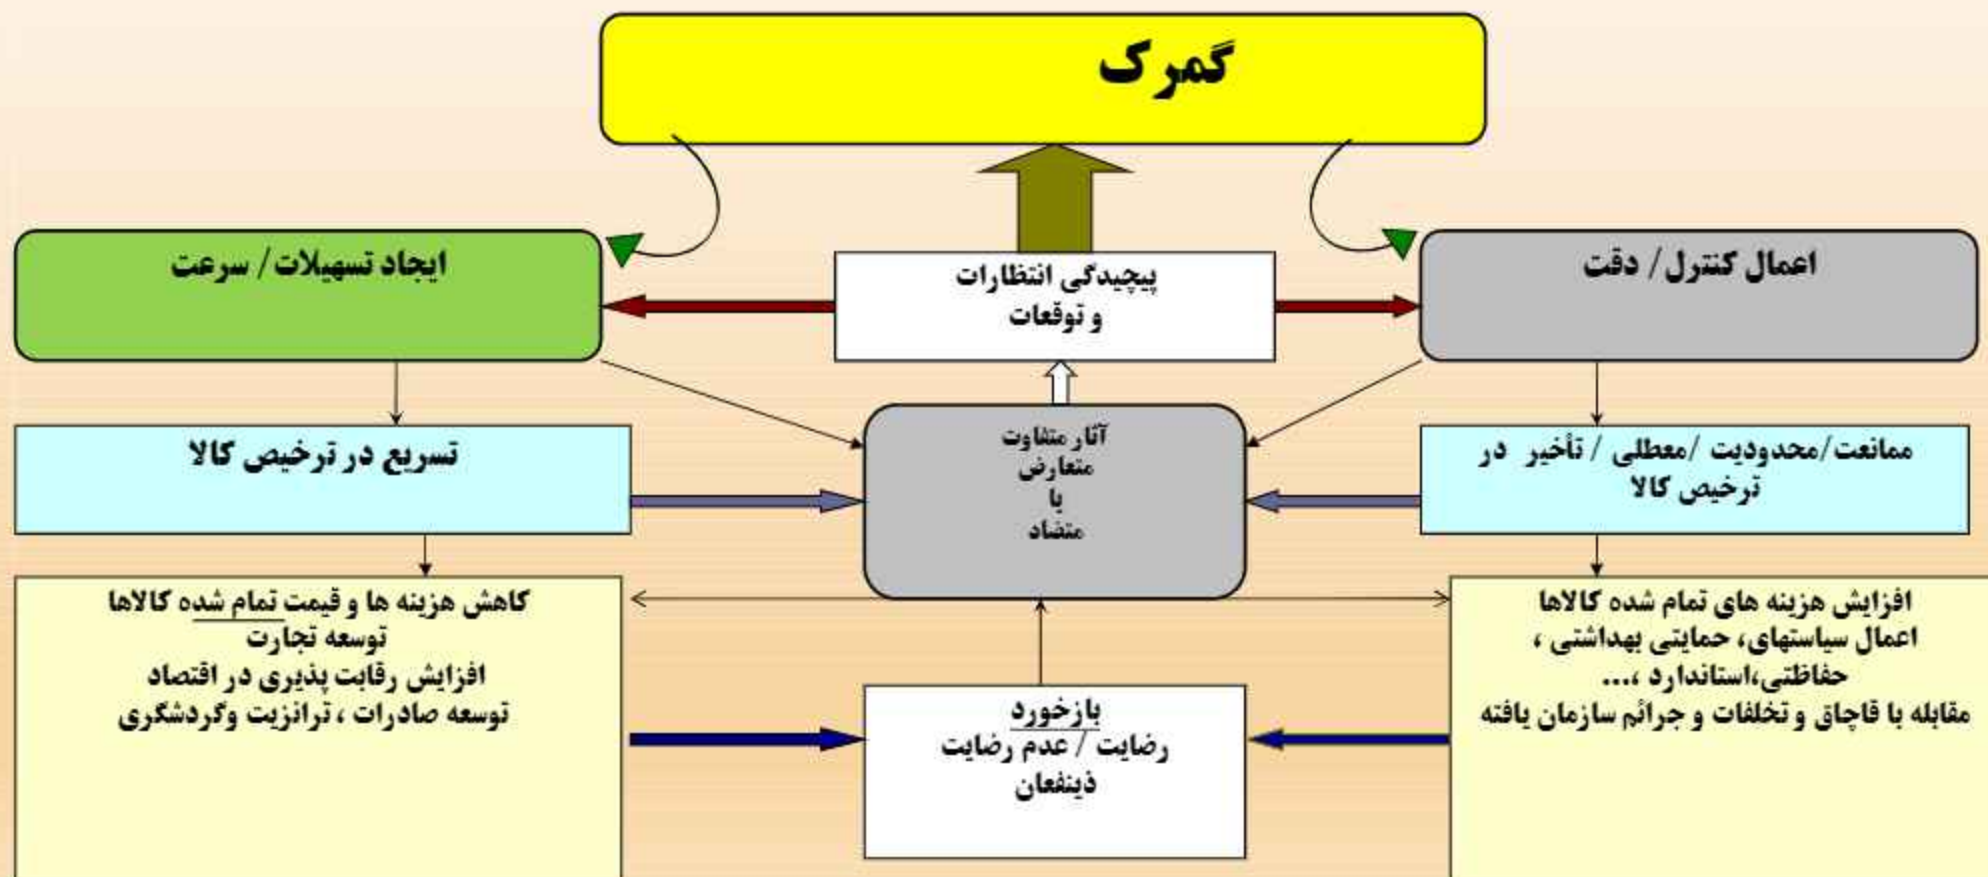 گمرک
اعمال کنترل/ دقت
پیچیدگی انتظارات
و توقعات
ایجاد تسهیلات/ سرعت
ممانعت/محدودیت /معطلی / تأخیر در
ترخیص کالا
آثار متفاوت
متعارض
یا
متضاد
تسریع در ترخیص کالا
افزایش هزینه های تمام شده کالاها
اعمال سیاستهای، حمایتی بهداشتی ،
حفاظتی،استاندارد ،...
مقابله با قاچاق و تخلفات و جرائم سازمان یافته
بازخورد
رضایت / عدم رضایت
ذینفعان
کاهش هزینه ها و قیمت تمام شده کالاها
توسعه تجارت
افزایش رقابت پذیری در اقتصاد
توسعه صادرات ، ترانزیت وگردشگری